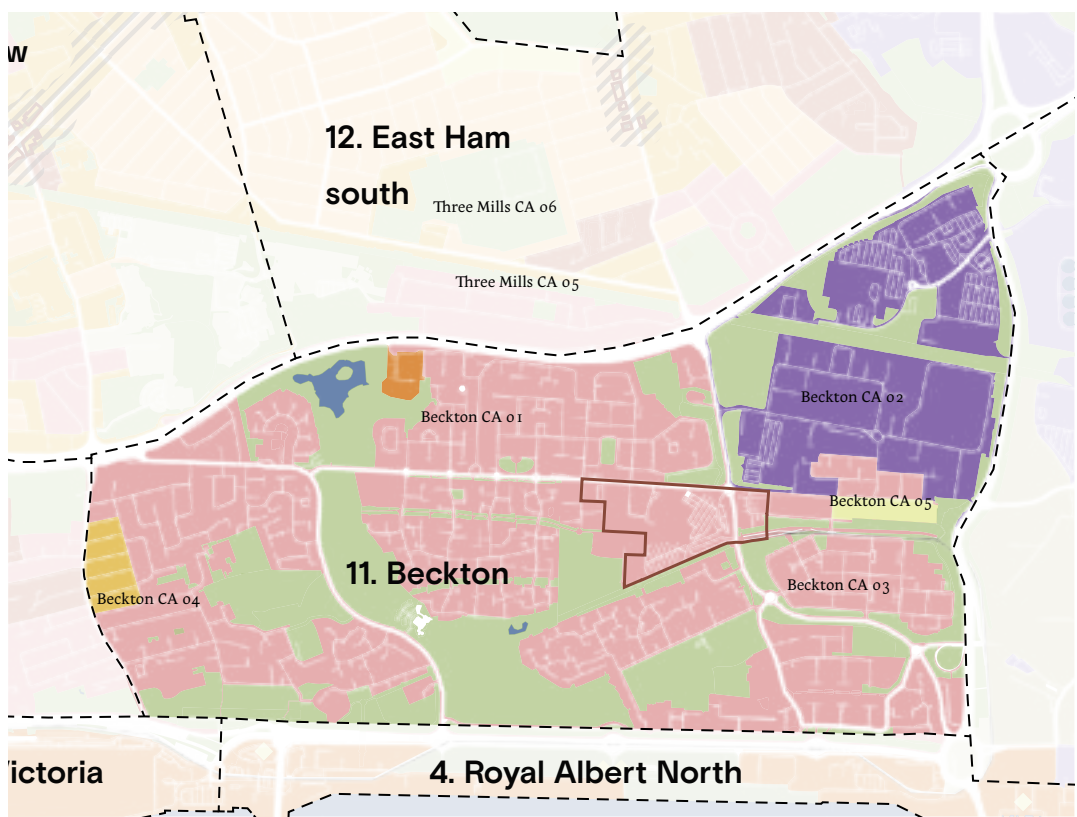 w
12. East Ham
south
Three Mills CA 06
Three Mills CA 05
Beckton CA 02
Beckton CA 01
Beckton CA 05
11. Beckton
Beckton CA 03
Beckton CA 04
ictoria
4. Royal Albert North